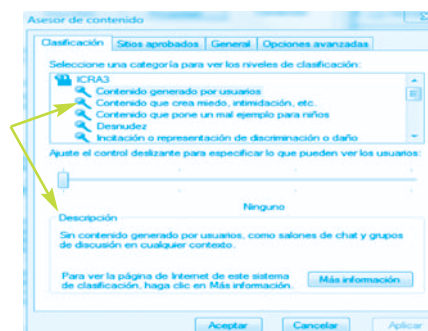 Asesor de contenido
Clasificación Sitios aprobados General Opciones avanzadas
Seleccione una categoría para ver los niveles de clasificación:
ICRA3
Contenido generado por usuarios
Contenido que crea miedo, intimidación, etc.
Contenido que pone un mal ejemplo para niños
Desnudez
Incitación o representación de discriminación o daño
Ajuste el control deslizante para especificar lo que pueden ver los usuarios:
Ninguno
Descripción
Sin contenido generado por usuarios, como salones de chat y grupos
de discusión en cualquier contexto.
Para ver la página de Internet de este sistema
de clasificación, haga clic en Más información.
Más información
Aceptar Cancelar Aplicar